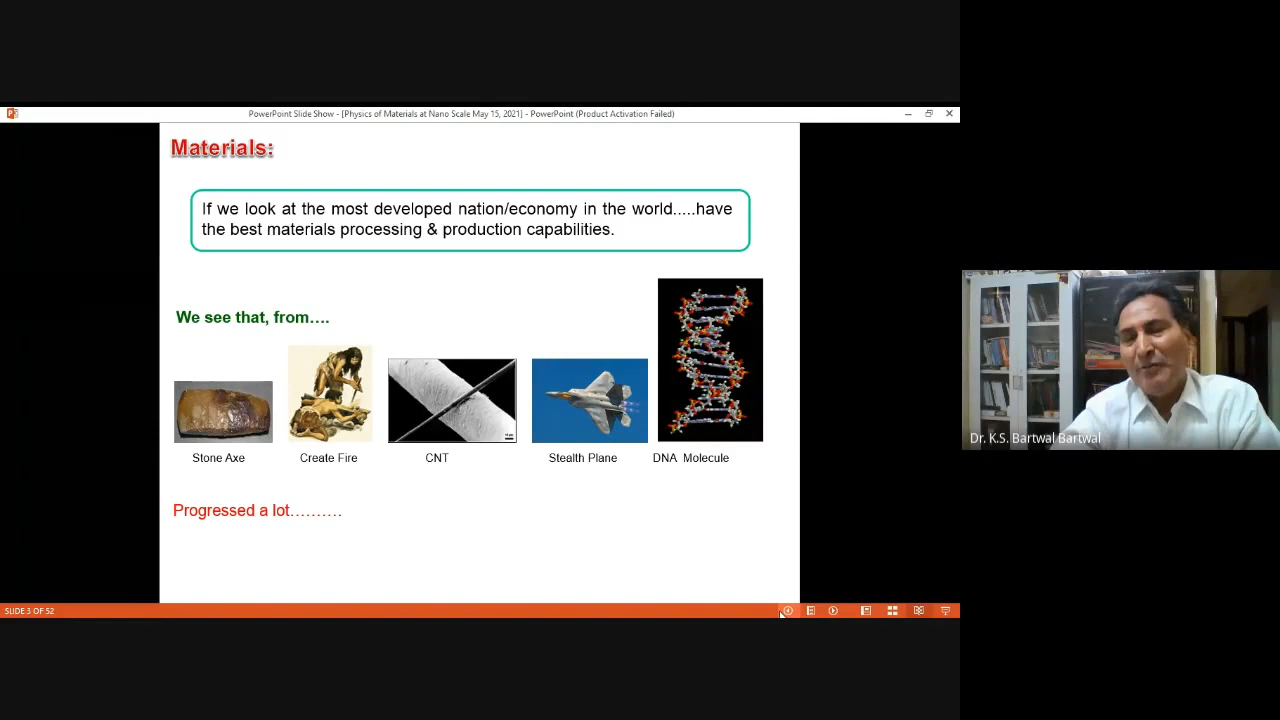 PowerPoint Slide Show - [Physics of Materials at Nano Scale May 15, 2021] - PowerPoint (Product Activation Failed)
Materials:
If we look at the most developed nation/economy in the world.....have
the best materials processing & production capabilities.
We see that, from....
Stone Axe
Create Fire
CNT
Stealth Plane
DNA Molecule
Progressed a lot..........
SLIDE 3 OF 52
Dr. K.S. Bartwal Bartwal